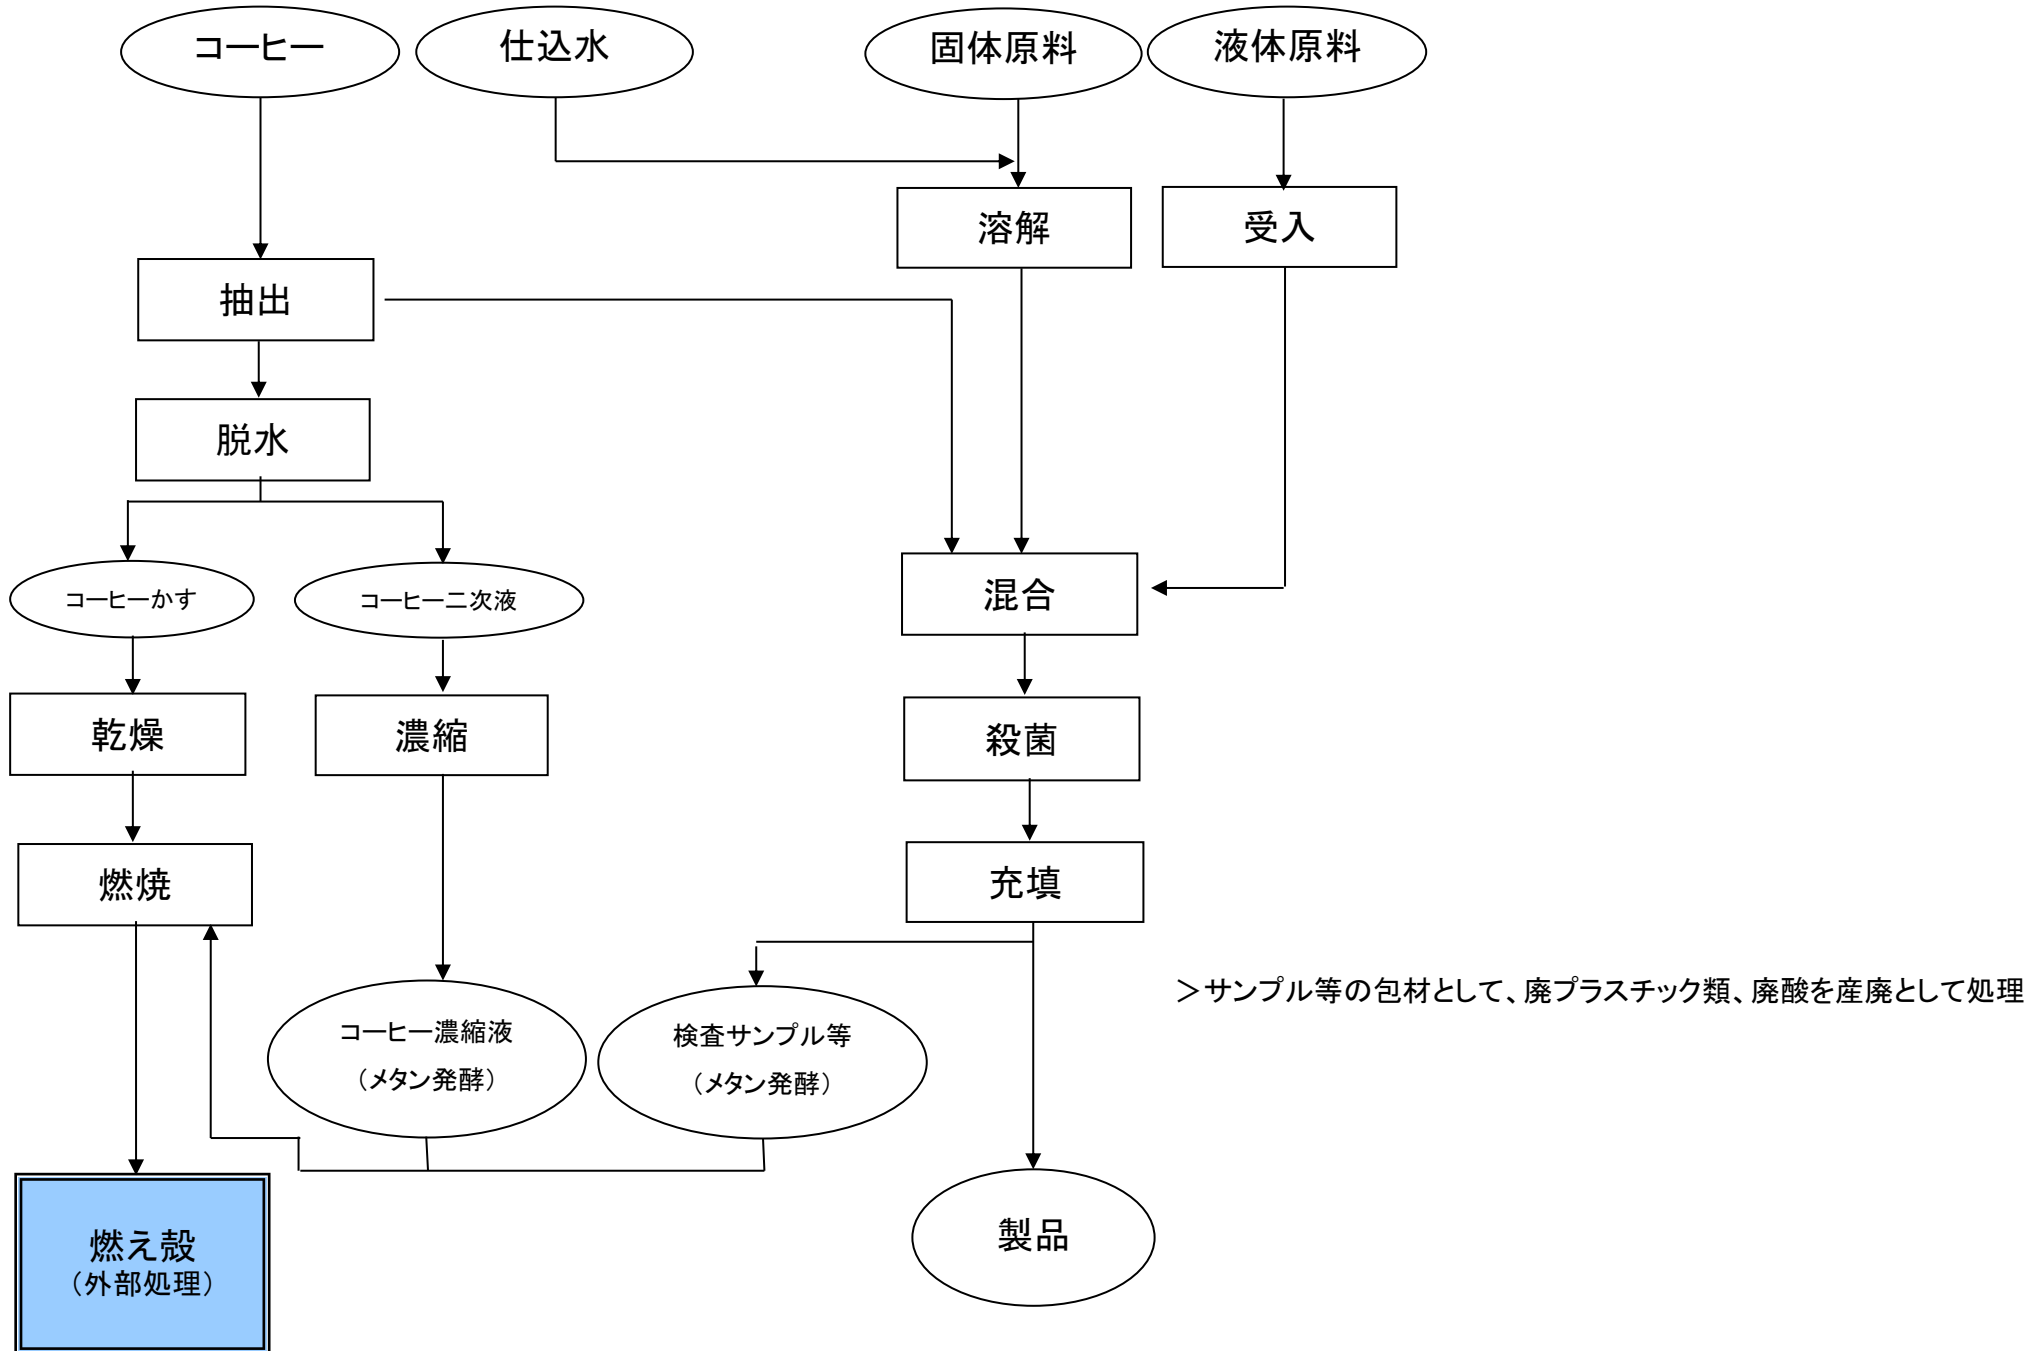 コーヒー
仕込水
固体原料
液体原料
溶解
受入
抽出
脱水
コーヒーかす
コーヒー二次液
混合
乾燥
濃縮
殺菌
燃焼
充填
＞サンプル等の包材として、廃プラスチック類、廃酸を産廃として処理
コーヒー濃縮液
（メタン発酵）
検査サンプル等
（メタン発酵）
燃え殻
（外部処理）
製品